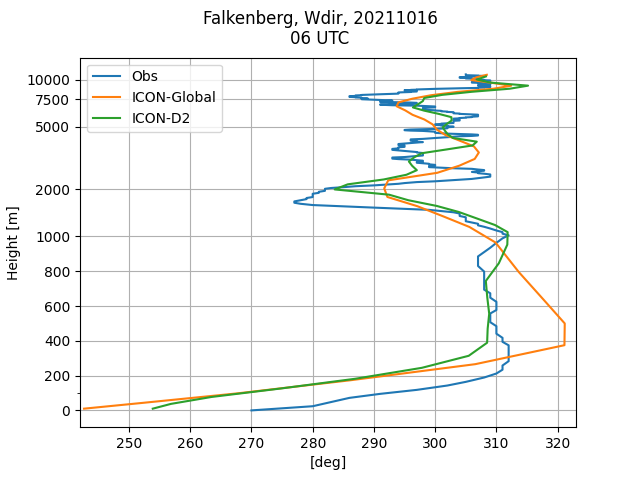 Falkenberg, Wdir, 20211016
06 UTC
Obs
ICON-Global
ICON-D2
10000
7500
5000
2000
1000
800
600
400
200
0
Height [m]
250 260 270 280 290 300 310 320
[deg]